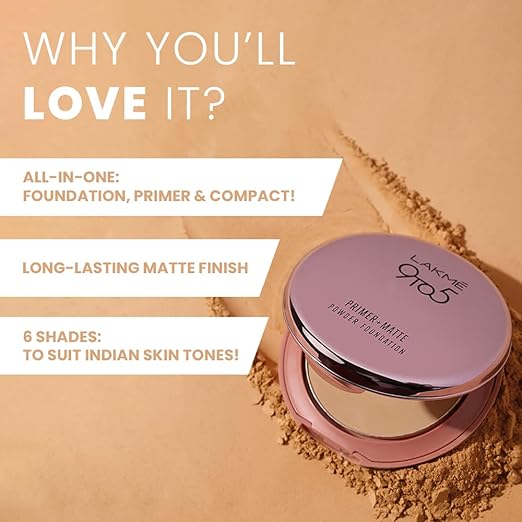 WHY YOU'LL
LOVE IT?
ALL-IN-ONE:
FOUNDATION, PRIMER & COMPACT!
LONG-LASTING MATTE FINISH
6 SHADES:
TO SUIT INDIAN SKIN TONES!
LAKMÉ
9TO5
PRIMER+MATTE
POWDER FOUNDATION